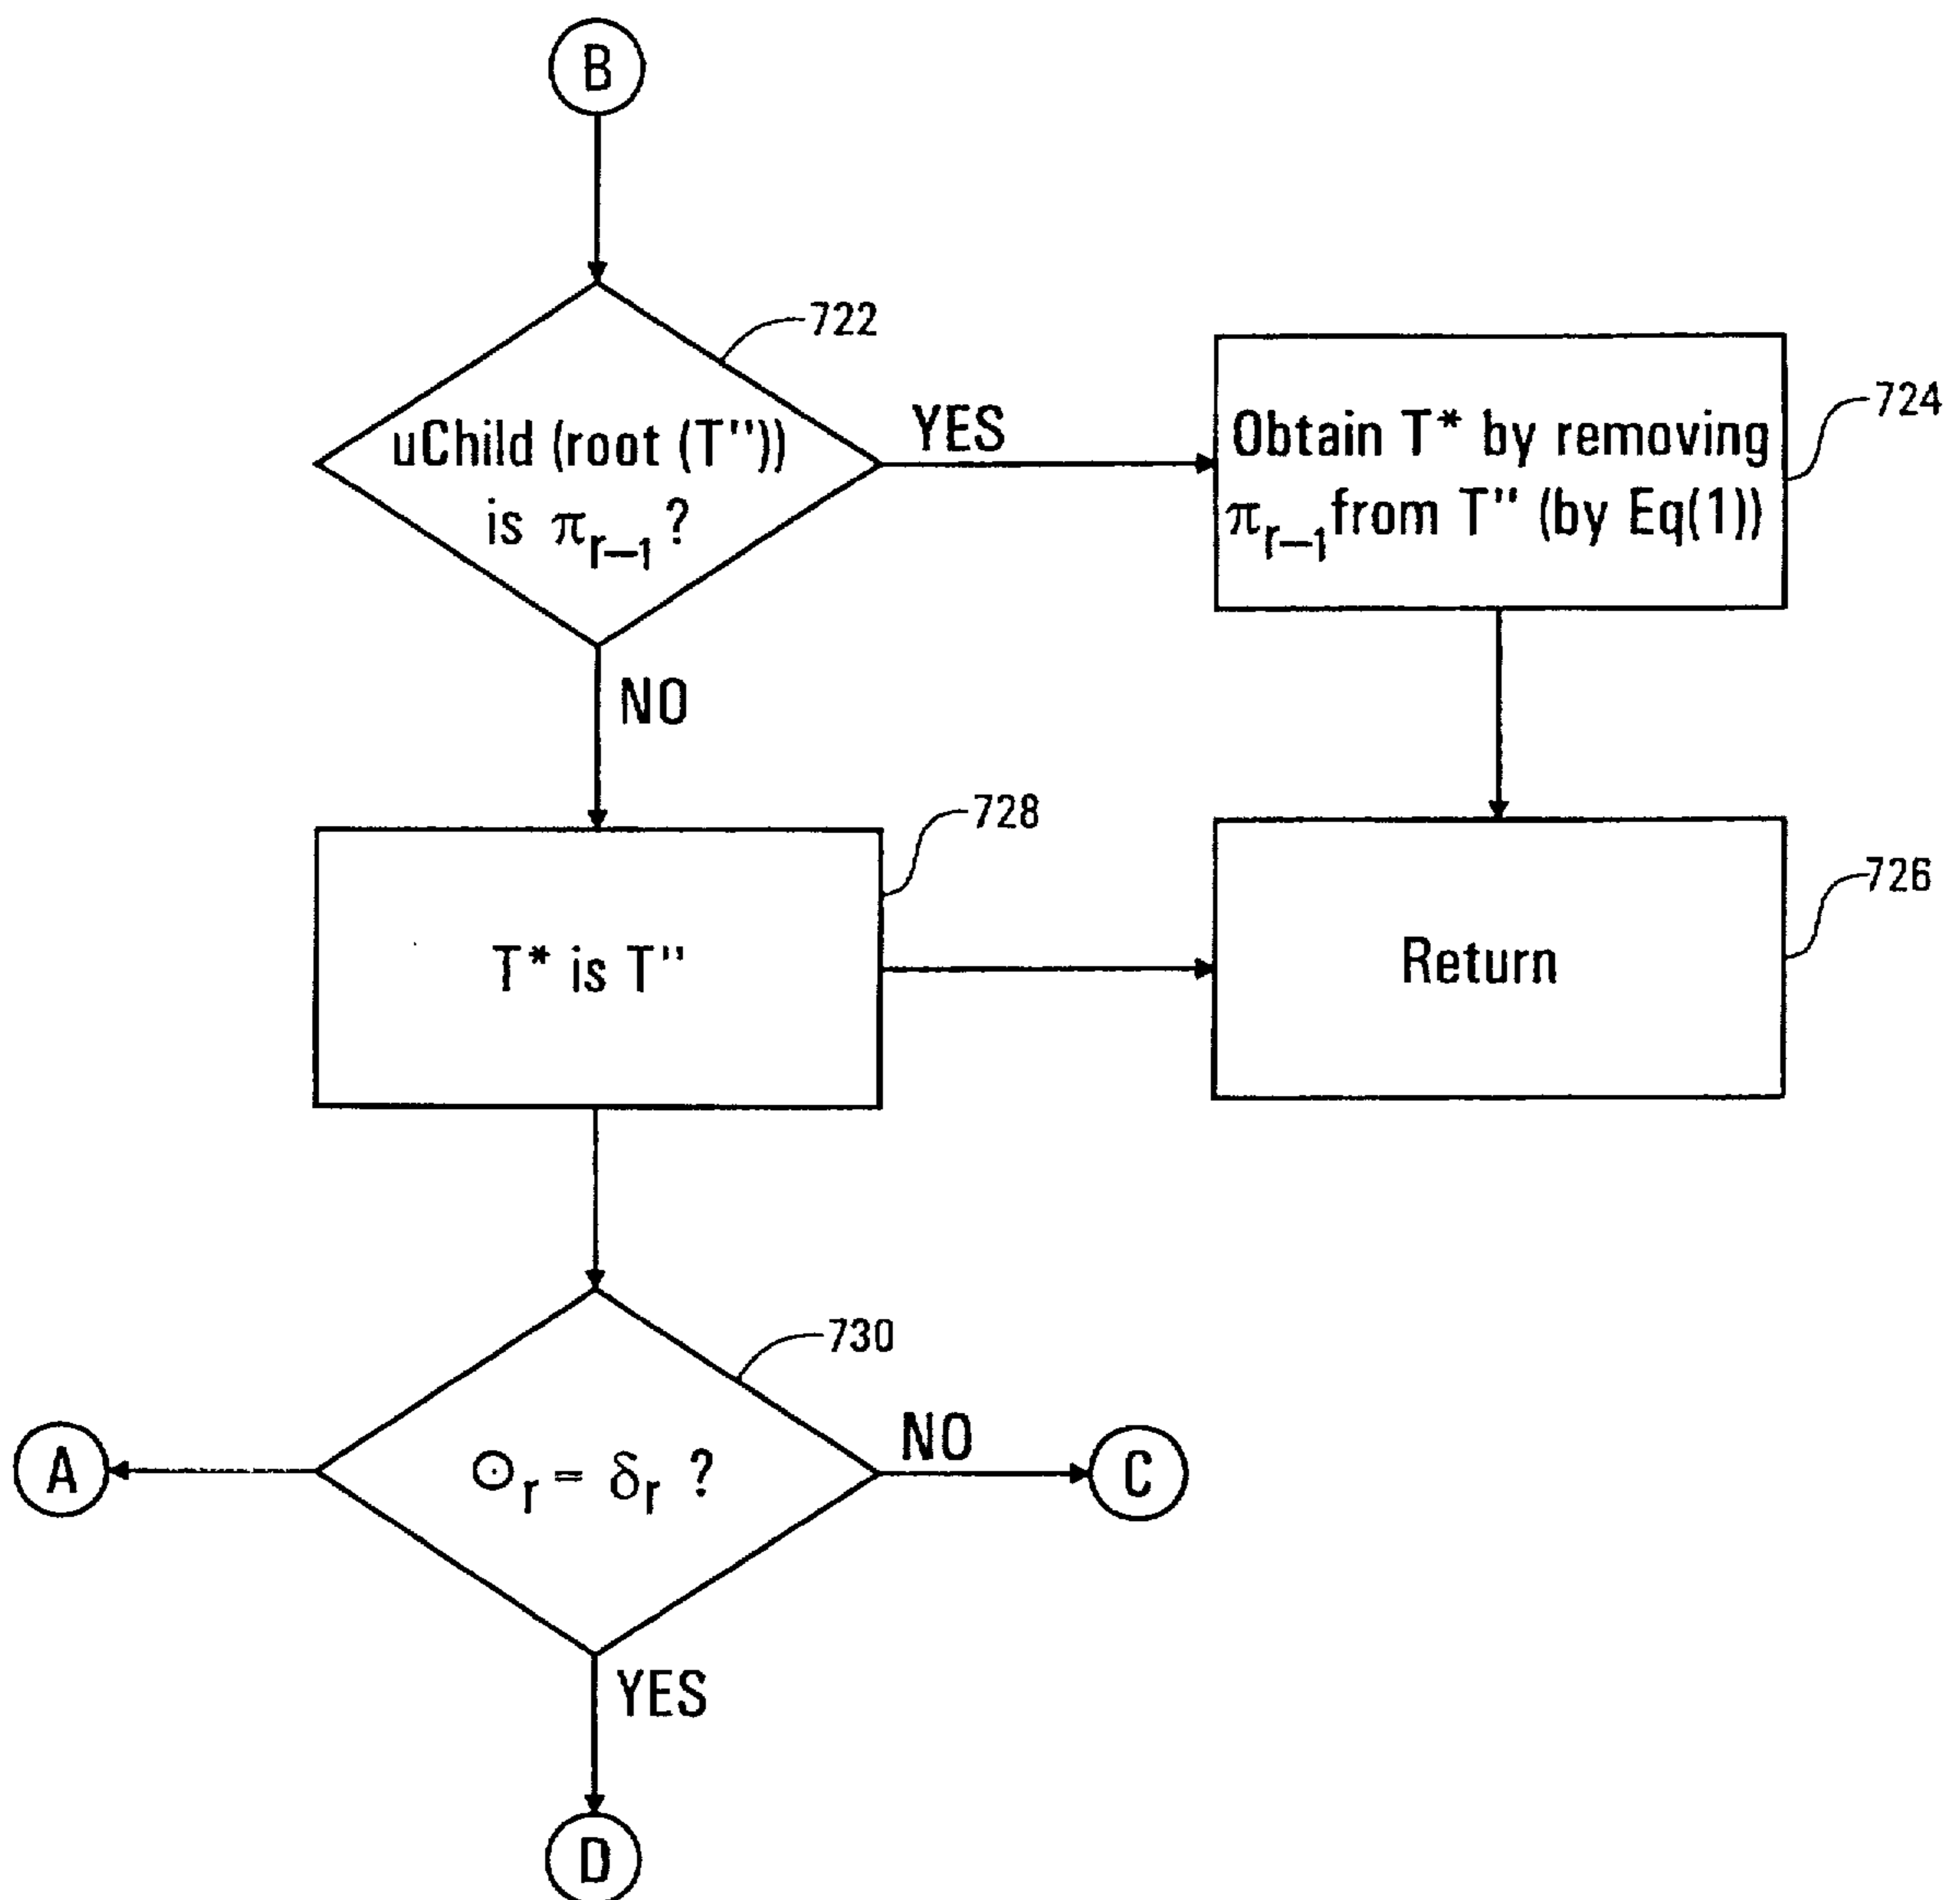 B
722
uChild (root (T"))
is π_{r–1} ?
YES
Obtain T* by removing
π_{r–1} from T" (by Eq(1))
724
NO
728
T* is T"
Return
726
730
A
⊙_r = δ_r ?
NO
C
YES
D